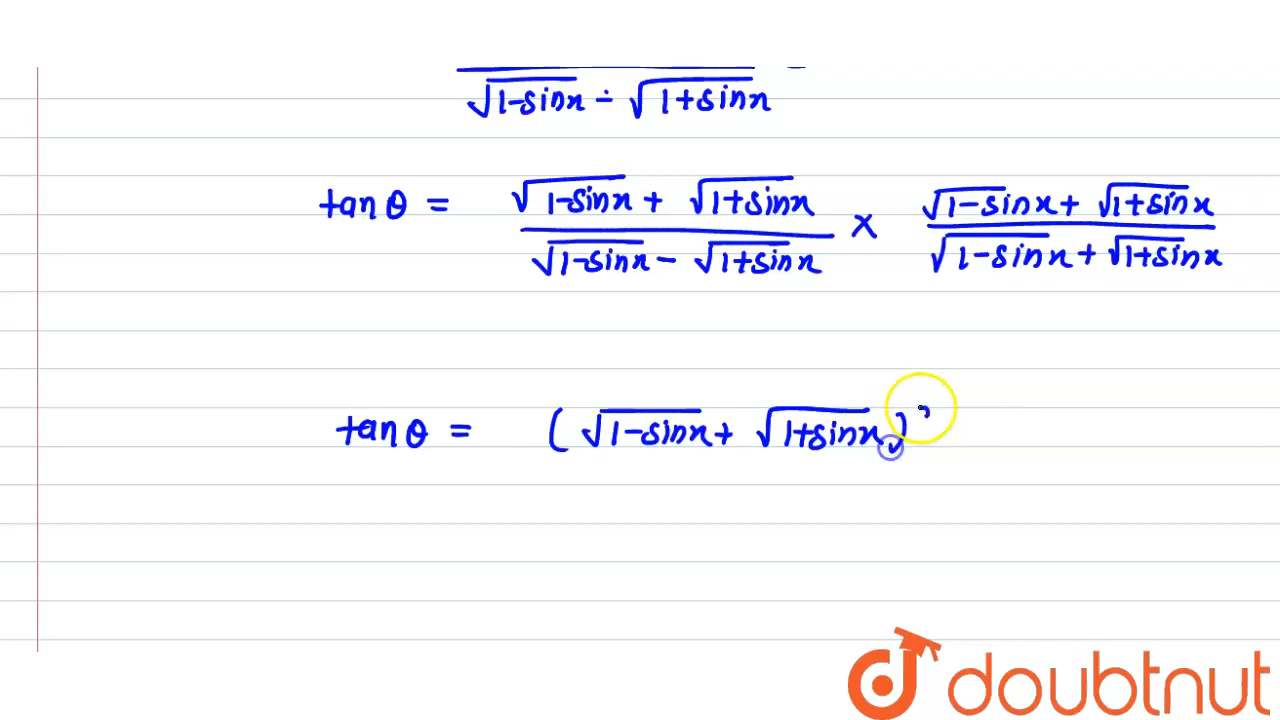 √1-sinx - √1+sinx
tanθ = (√1-sinx + √1+sinx)/(√1-sinx - √1+sinx) × (√1-sinx + √1+sinx)/(√1-sinx + √1+sinx)
tanθ = (√1-sinx + √1+sinx)
doubtnut